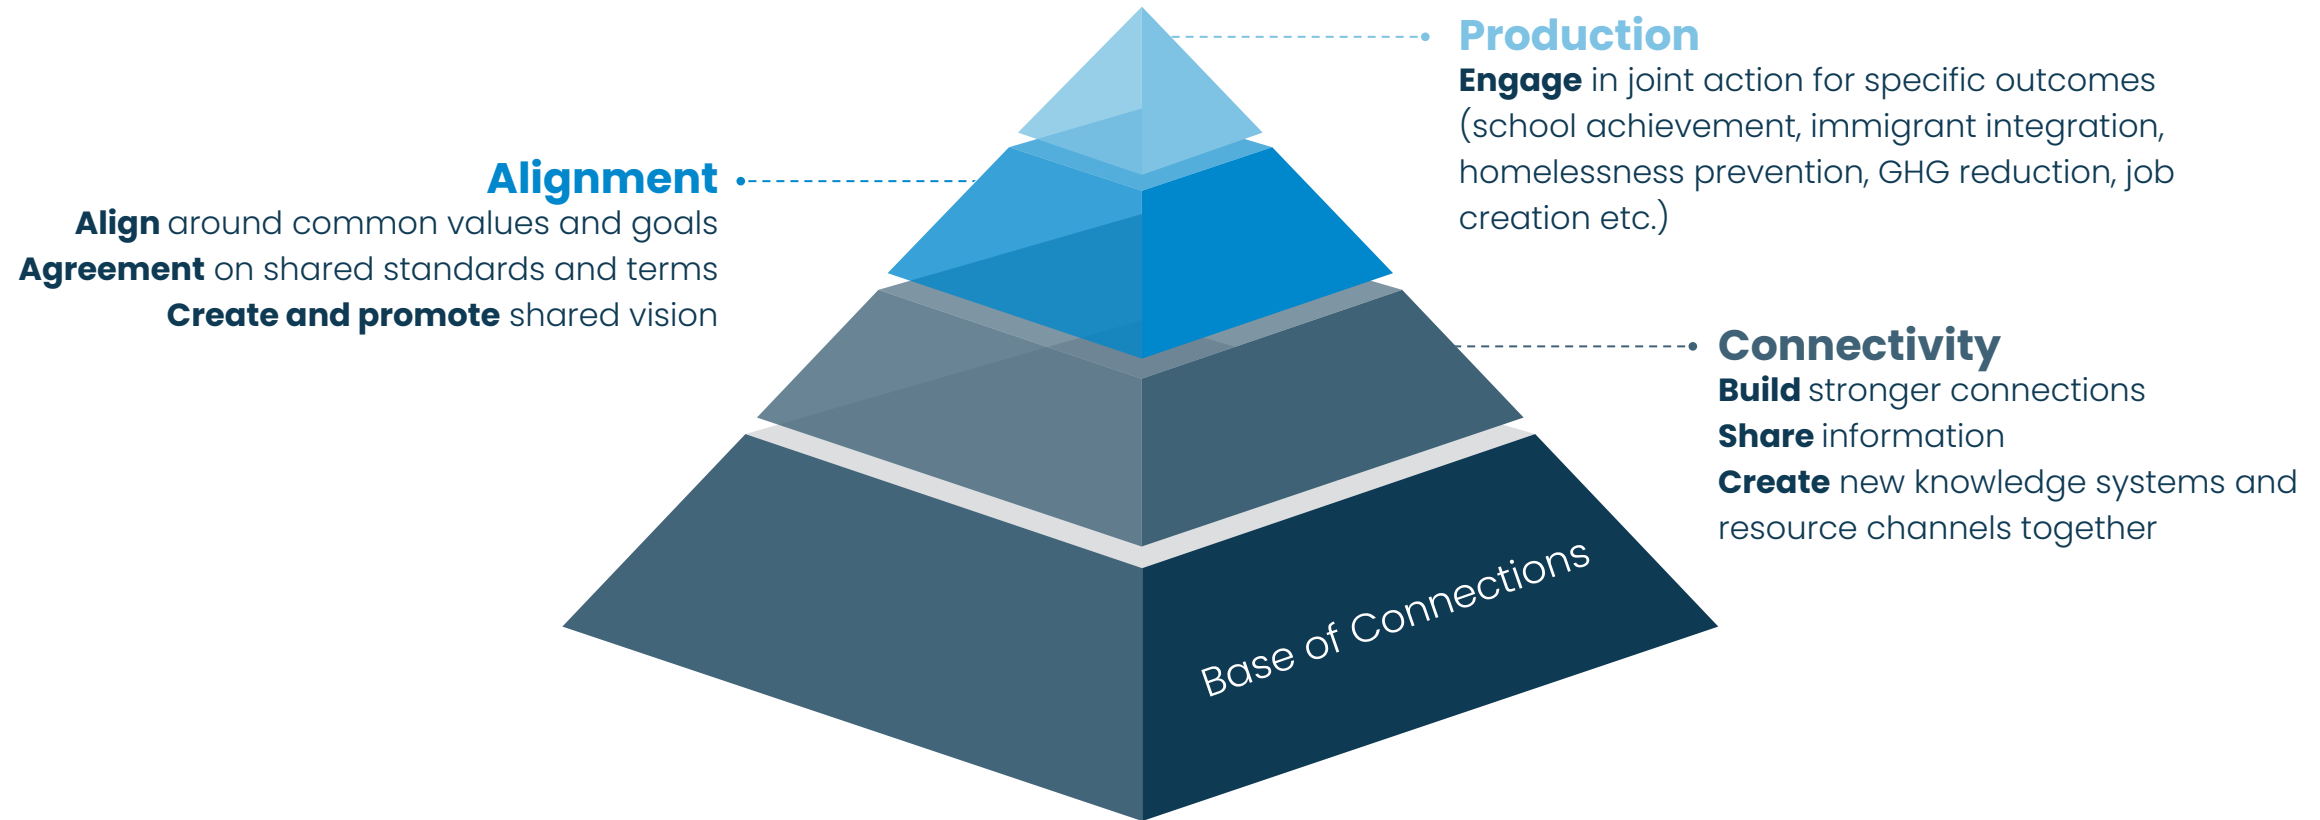 Production
Engage in joint action for specific outcomes
(school achievement, immigrant integration,
homelessness prevention, GHG reduction, job
creation etc.)
Alignment
Align around common values and goals
Agreement on shared standards and terms
Create and promote shared vision
Connectivity
Build stronger connections
Share information
Create new knowledge systems and
resource channels together
Base of Connections